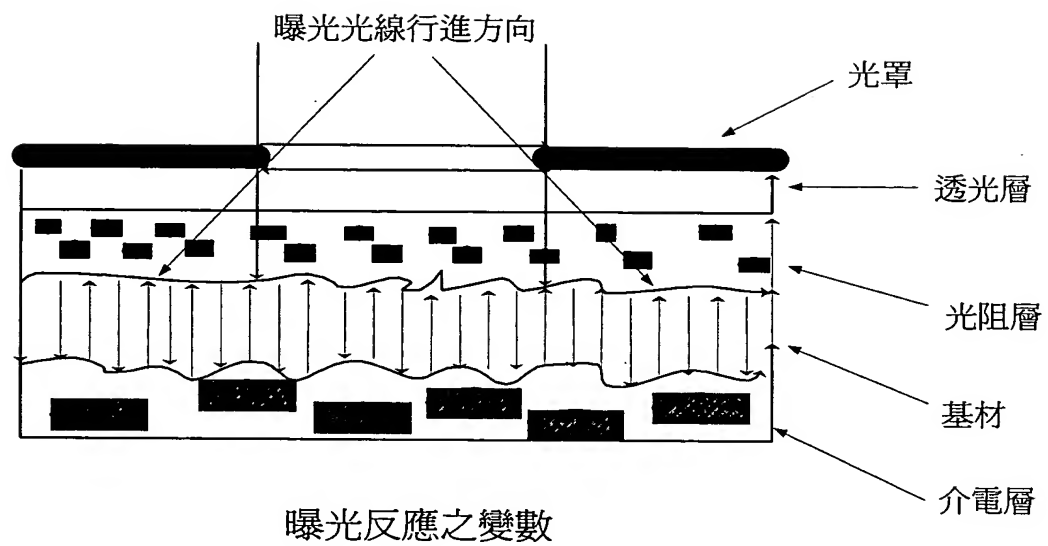 曝光光線行進方向
光罩
透光層
光阻層
基材
介電層
曝光反應之變數